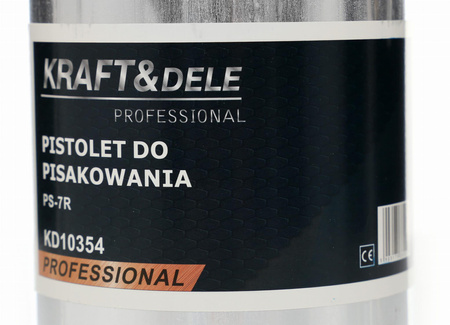 KRAFT&DELE
PROFESSIONAL
PISTOLET DO
PISAKOWANIA
PS-7R
KD10354
PROFESSIONAL
CE